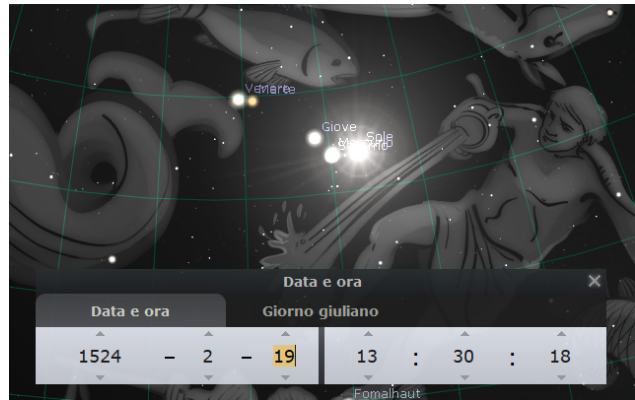 Venere
Marte
Giove
Sole
Data e ora
Data e ora Giorno giuliano
1524 - 2 - 19 13 : 30 : 18
Fomalhaut